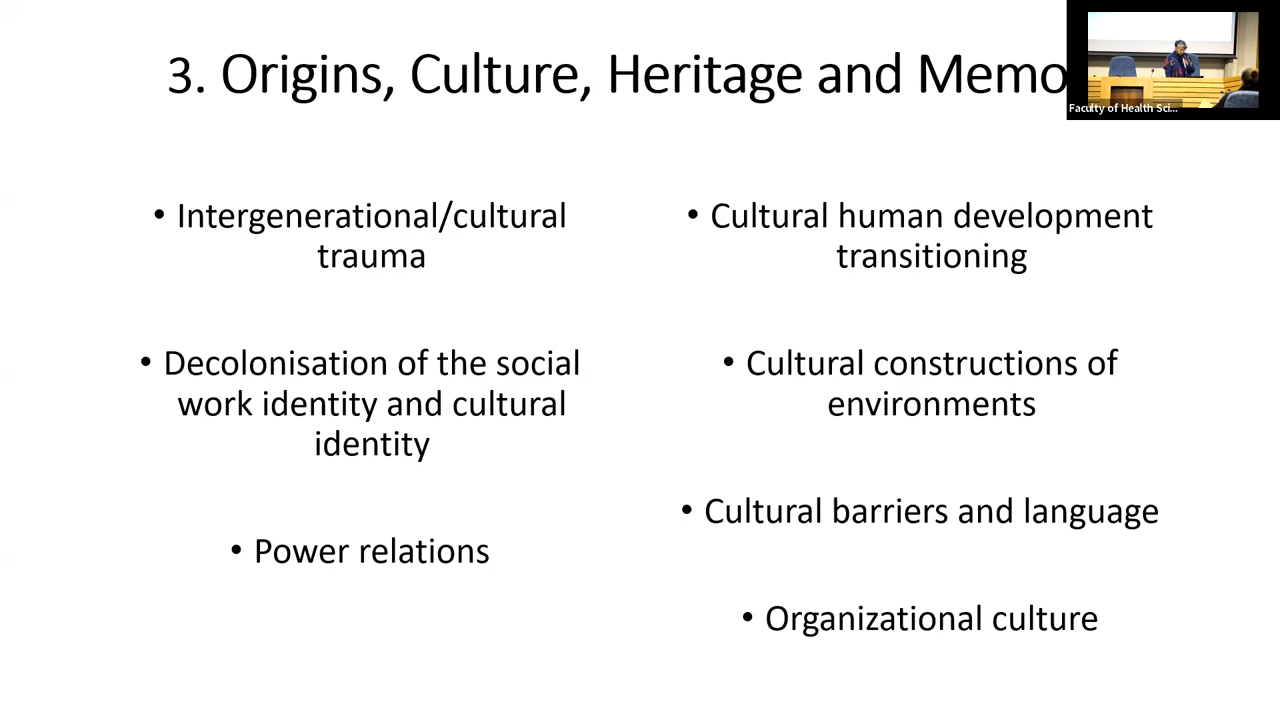 3. Origins, Culture, Heritage and Memo
Faculty of Health Sci...
• Intergenerational/cultural
trauma
• Decolonisation of the social
work identity and cultural
identity
• Power relations
• Cultural human development
transitioning
• Cultural constructions of
environments
• Cultural barriers and language
• Organizational culture